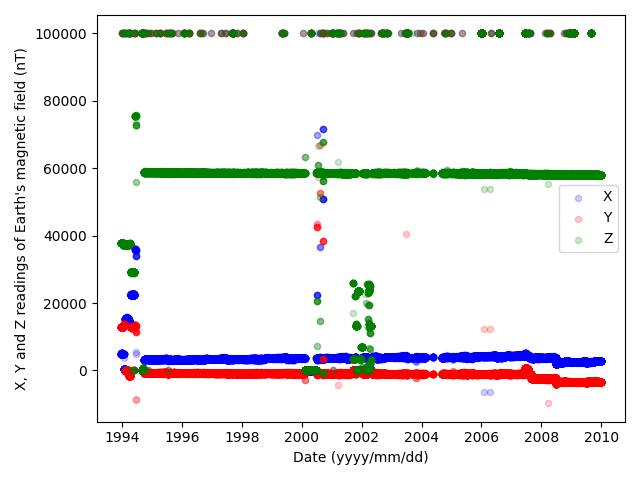 100000
80000
60000
40000
20000
0
X, Y and Z readings of Earth's magnetic field (nT)
X
Y
Z
1994 1996 1998 2000 2002 2004 2006 2008 2010
Date (yyyy/mm/dd)